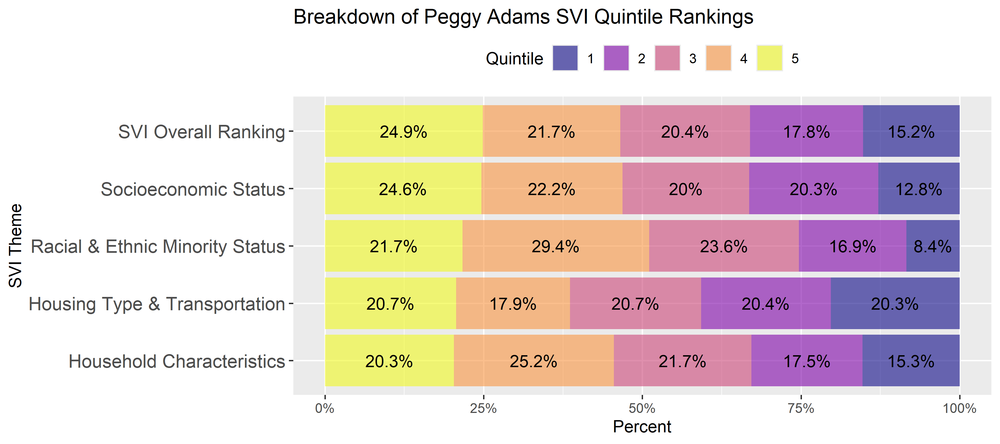 Breakdown of Peggy Adams SVI Quintile Rankings
Quintile 1 2 3 4 5
SVI Theme
SVI Overall Ranking 24.9% 21.7% 20.4% 17.8% 15.2%
Socioeconomic Status 24.6% 22.2% 20% 20.3% 12.8%
Racial & Ethnic Minority Status 21.7% 29.4% 23.6% 16.9% 8.4%
Housing Type & Transportation 20.7% 17.9% 20.7% 20.4% 20.3%
Household Characteristics 20.3% 25.2% 21.7% 17.5% 15.3%
0% 25% 50% 75% 100%
Percent